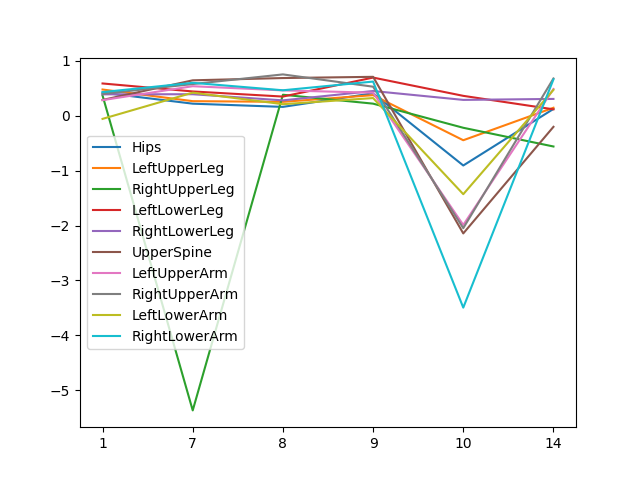 1
0
−1
−2
−3
−4
−5
Hips
LeftUpperLeg
RightUpperLeg
LeftLowerLeg
RightLowerLeg
UpperSpine
LeftUpperArm
RightUpperArm
LeftLowerArm
RightLowerArm
1 7 8 9 10 14